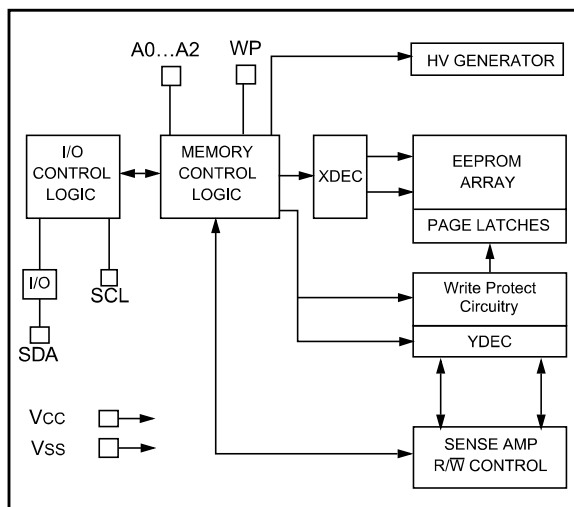 A0...A2
WP
HV GENERATOR
I/O
CONTROL
LOGIC
MEMORY
CONTROL
LOGIC
XDEC
EEPROM
ARRAY
PAGE LATCHES
I/O
SCL
SDA
Write Protect
Circuitry
YDEC
VCC
VSS
SENSE AMP
R/W̅ CONTROL